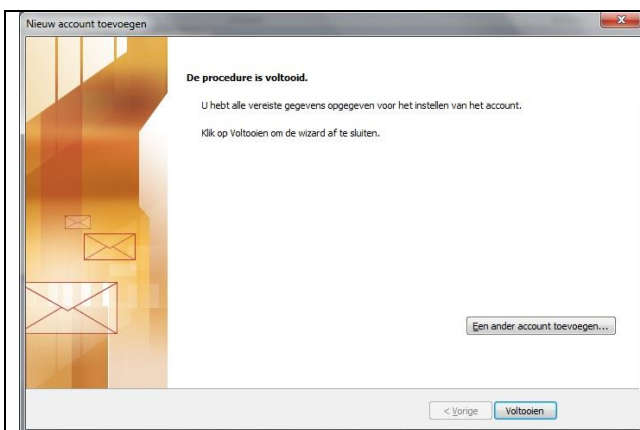 Nieuw account toevoegen
De procedure is voltooid.
U hebt alle vereiste gegevens opgegeven voor het instellen van het account.
Klik op Voltooien om de wizard af te sluiten.
Een ander account toevoegen...
< Vorige
Voltooien